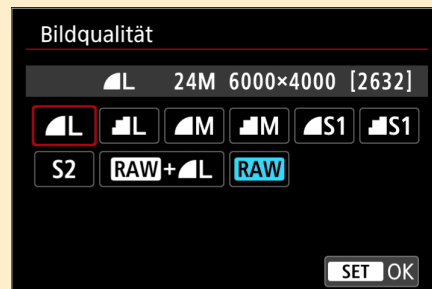 Bildqualität
L 24M 6000×4000 [2632]
L L M M S1 S1
S2 RAW+L RAW
SET OK